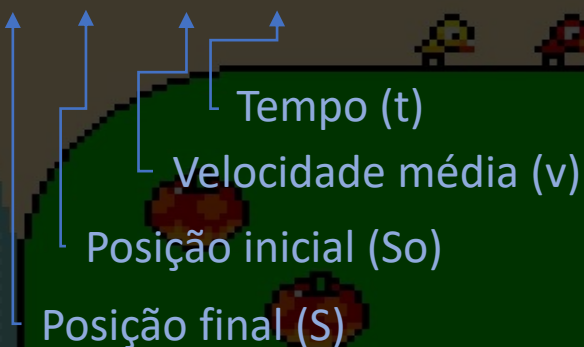 Tempo (t)
Velocidade média (v)
Posição inicial (So)
Posição final (S)